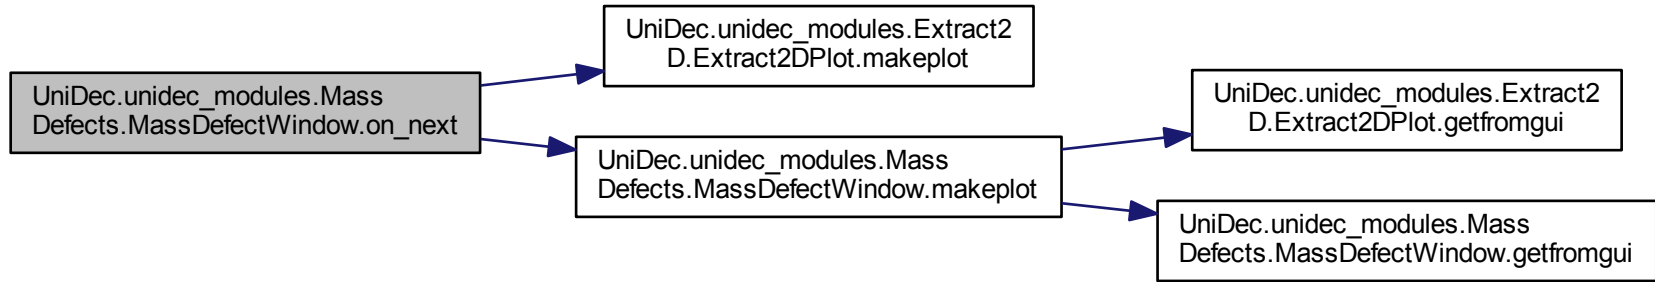 UniDec.unidec_modules.Mass
Defects.MassDefectWindow.on_next
UniDec.unidec_modules.Extract2
D.Extract2DPlot.makeplot
UniDec.unidec_modules.Mass
Defects.MassDefectWindow.makeplot
UniDec.unidec_modules.Extract2
D.Extract2DPlot.getfromgui
UniDec.unidec_modules.Mass
Defects.MassDefectWindow.getfromgui